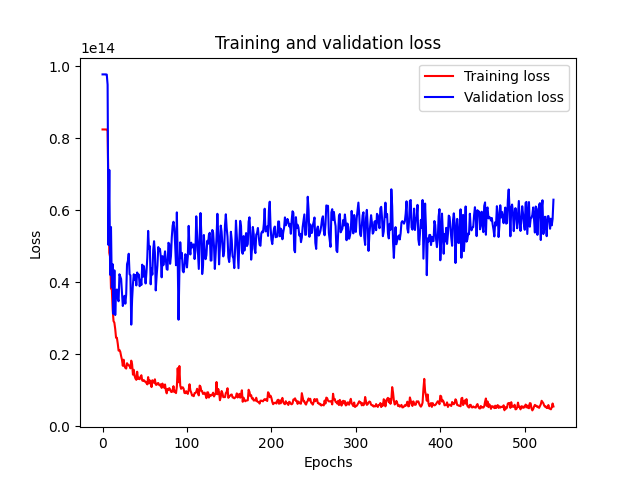 Training and validation loss
1e14
1.0
0.8
0.6
0.4
0.2
0.0
Loss
Training loss
Validation loss
0 100 200 300 400 500
Epochs